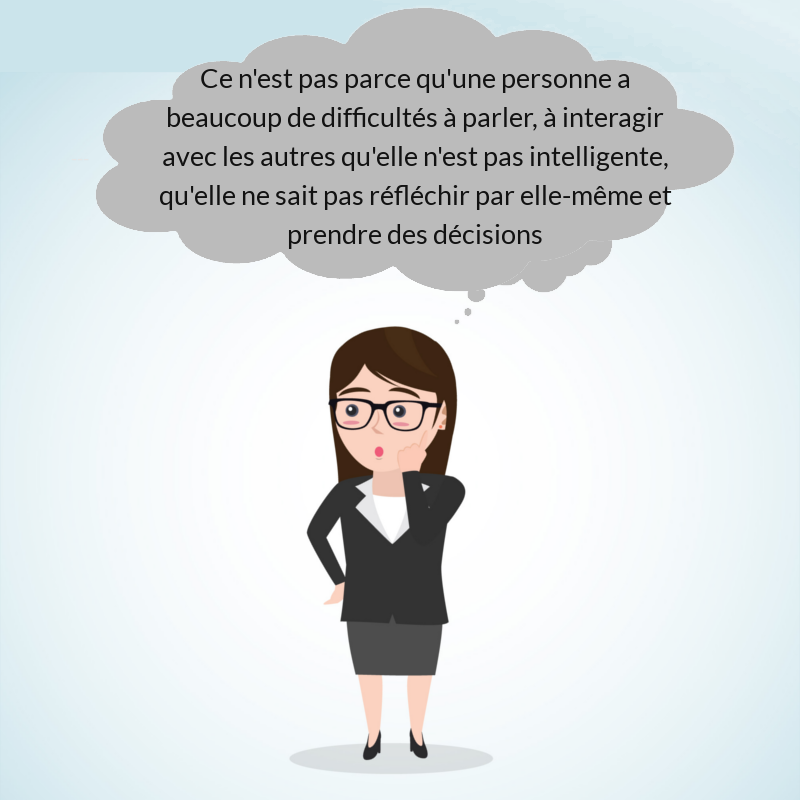 Ce n'est pas parce qu'une personne a
beaucoup de difficultés à parler, à interagir
avec les autres qu'elle n'est pas intelligente,
qu'elle ne sait pas réfléchir par elle-même et
prendre des décisions